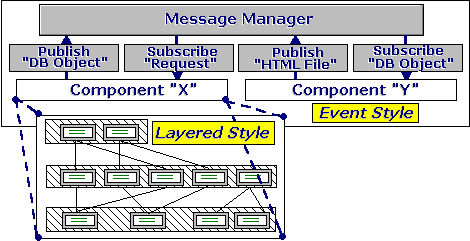 Message Manager
Publish
"DB Object"
Subscribe
"Request"
Publish
"HTML File"
Subscribe
"DB Object"
Component "X"
Component "Y"
Event Style
Layered Style